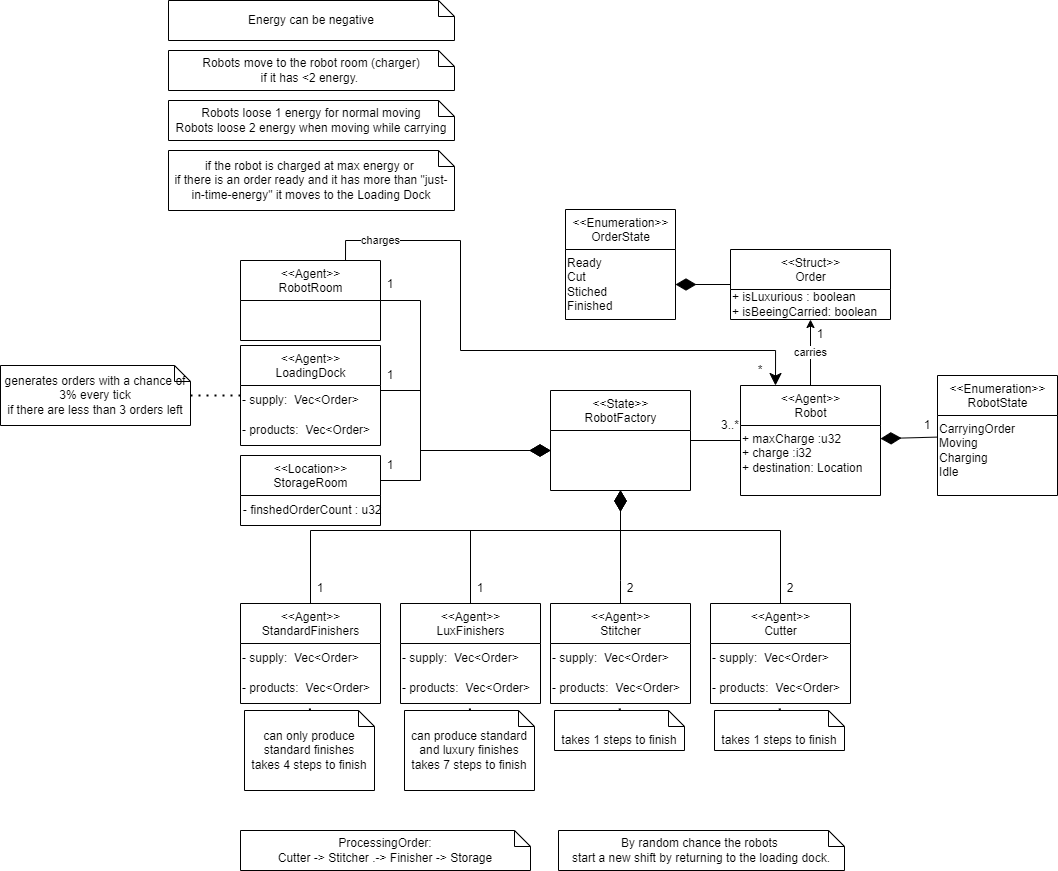 Energy can be negative
Robots move to the robot room (charger)
if it has <2 energy.
Robots loose 1 energy for normal moving
Robots loose 2 energy when moving while carrying
if the robot is charged at max energy or
if there is an order ready and it has more than "just-
in-time-energy" it moves to the Loading Dock
<<Enumeration>>
OrderState
Ready
Cut
Stiched
Finished
<<Struct>>
Order
+ isLuxurious : boolean
+ isBeeingCarried: boolean
charges
<<Agent>>
RobotRoom
1
1
carries
generates orders with a chance of
3% every tick
if there are less than 3 orders left
<<Agent>>
LoadingDock
- supply: Vec<Order>
- products: Vec<Order>
1
*
<<State>>
RobotFactory
3..*
<<Agent>>
Robot
+ maxCharge :u32
+ charge :i32
+ destination: Location
1
<<Enumeration>>
RobotState
CarryingOrder
Moving
Charging
Idle
<<Location>>
StorageRoom
- finshedOrderCount : u32
1
1
1
2
2
<<Agent>>
StandardFinishers
- supply: Vec<Order>
- products: Vec<Order>
<<Agent>>
LuxFinishers
- supply: Vec<Order>
- products: Vec<Order>
<<Agent>>
Stitcher
- supply: Vec<Order>
- products: Vec<Order>
<<Agent>>
Cutter
- supply: Vec<Order>
- products: Vec<Order>
can only produce
standard finishes
takes 4 steps to finish
can produce standard
and luxury finishes
takes 7 steps to finish
takes 1 steps to finish
takes 1 steps to finish
ProcessingOrder:
Cutter -> Stitcher .-> Finisher -> Storage
By random chance the robots
start a new shift by returning to the loading dock.